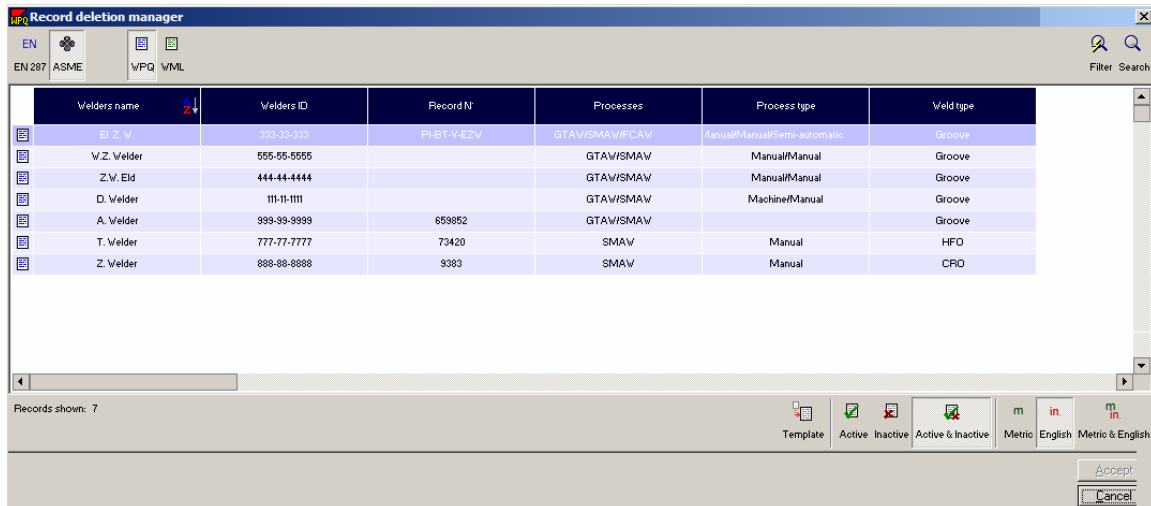 WPQ Record deletion manager
EN
EN 287 ASME WPQ WML Filter Search
Welders name Welders ID Record N° Processes Process type Weld type
El Z. W. 333-33-333 PI-BT-V-EZW GTAW/SMAW/FCAW Manual/Manual/Semi-automatic Groove
W.Z. Welder 555-55-5555 GTAW/SMAW Manual/Manual Groove
Z.W. Eld 444-44-4444 GTAW/SMAW Manual/Manual Groove
D. Welder 111-11-1111 GTAW/SMAW Machine/Manual Groove
A. Welder 999-99-9999 659852 GTAW/SMAW Groove
T. Welder 777-77-7777 73420 SMAW Manual HFO
Z. Welder 888-88-8888 9383 SMAW Manual CRO
Records shown: 7
m in. m in.
Template Active Inactive Active & Inactive Metric English Metric & English
Accept
Cancel